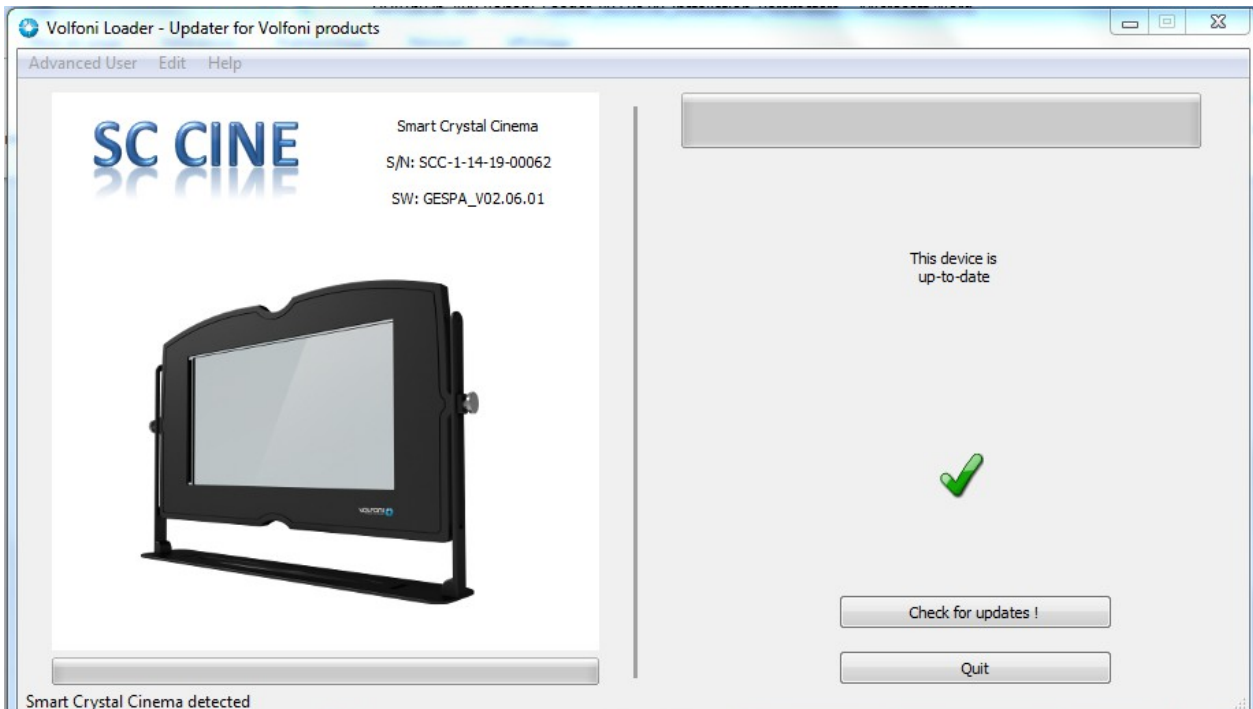 Volfoni Loader - Updater for Volfoni products
Advanced User Edit Help
SC CINE
Smart Crystal Cinema
S/N: SCC-1-14-19-00062
SW: GESPA_V02.06.01
VOLFONI
This device is
up-to-date
Check for updates !
Quit
Smart Crystal Cinema detected